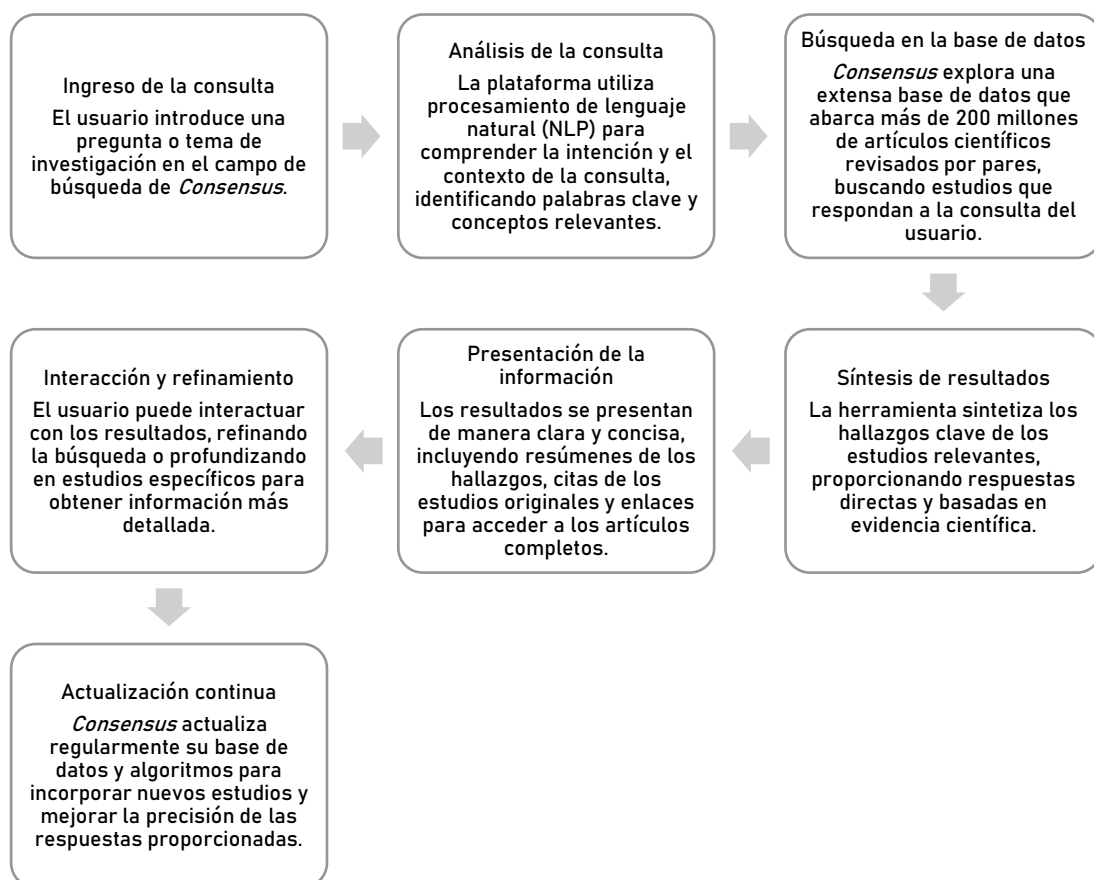 Ingreso de la consulta
El usuario introduce una
pregunta o tema de
investigación en el campo de
búsqueda de Consensus.
Análisis de la consulta
La plataforma utiliza
procesamiento de lenguaje
natural (NLP) para
comprender la intención y el
contexto de la consulta,
identificando palabras clave y
conceptos relevantes.
Búsqueda en la base de datos
Consensus explora una
extensa base de datos que
abarca más de 200 millones
de artículos científicos
revisados por pares,
buscando estudios que
respondan a la consulta del
usuario.
Síntesis de resultados
La herramienta sintetiza los
hallazgos clave de los
estudios relevantes,
proporcionando respuestas
directas y basadas en
evidencia científica.
Presentación de la
información
Los resultados se presentan
de manera clara y concisa,
incluyendo resúmenes de los
hallazgos, citas de los
estudios originales y enlaces
para acceder a los artículos
completos.
Interacción y refinamiento
El usuario puede interactuar
con los resultados, refinando
la búsqueda o profundizando
en estudios específicos para
obtener información más
detallada.
Actualización continua
Consensus actualiza
regularmente su base de
datos y algoritmos para
incorporar nuevos estudios y
mejorar la precisión de las
respuestas proporcionadas.